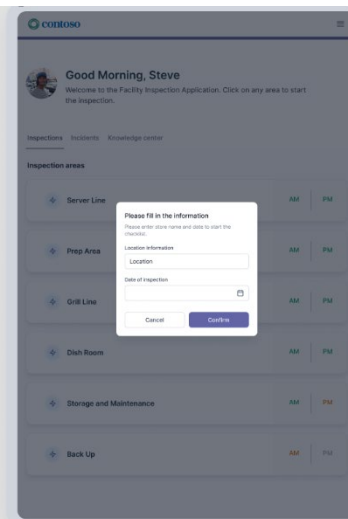 contoso
Good Morning, Steve
Welcome to the Facility Inspection Application. Click on any area to start
the inspection.
Inspections Incidents Knowledge center
Inspection areas
Server Line AM PM
Please fill in the information
Please enter store name and date to start the
checklist.
Location information
Location
Prep Area AM PM
Date of inspection
Grill Line AM PM
Cancel Confirm
Dish Room AM PM
Storage and Maintenance AM PM
Back Up AM PM